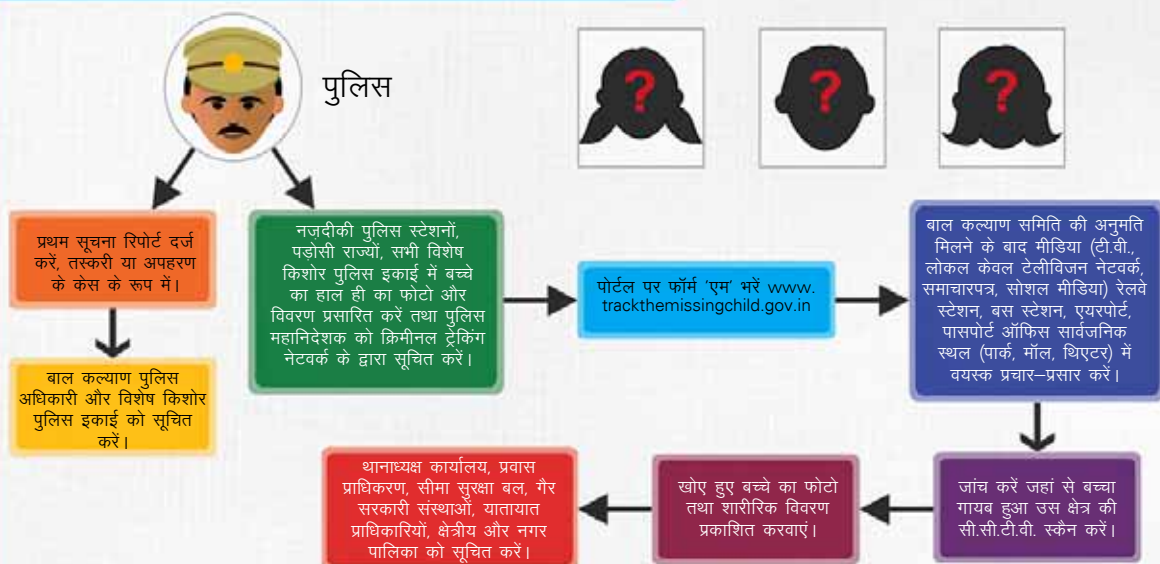 पुलिस
?
?
?
प्रथम सूचना रिपोर्ट दर्ज
करें, तस्करी या अपहरण
के केस के रूप में।
बाल कल्याण पुलिस
अधिकारी और विशेष किशोर
पुलिस इकाई को सूचित
करें।
नज़दीकी पुलिस स्टेशनों,
पड़ोसी राज्यों, सभी विशेष
किशोर पुलिस इकाई में बच्चे
का हाल ही का फोटो और
विवरण प्रसारित करें तथा पुलिस
महानिदेशक को क्रिमीनल ट्रेकिंग
नेटवर्क के द्वारा सूचित करें।
पोर्टल पर फॉर्म 'एम' भरें www.
trackthemissingchild.gov.in
बाल कल्याण समिति की अनुमति
मिलने के बाद मीडिया (टी.वी.,
लोकल केवल टेलीविजन नेटवर्क,
समाचारपत्र, सोशल मीडिया) रेलवे
स्टेशन, बस स्टेशन, एयरपोर्ट,
पासपोर्ट ऑफिस सार्वजनिक
स्थल (पार्क, मॉल, थिएटर) में
वयस्क प्रचार–प्रसार करें।
जांच करें जहां से बच्चा
गायब हुआ उस क्षेत्र की
सी.सी.टी.वी. स्कैन करें।
खोए हुए बच्चे का फोटो
तथा शारीरिक विवरण
प्रकाशित करवाएं।
थानाध्यक्ष कार्यालय, प्रवास
प्राधिकरण, सीमा सुरक्षा बल, गैर
सरकारी संस्थाओं, यातायात
प्राधिकारियों, क्षेत्रीय और नगर
पालिका को सूचित करें।